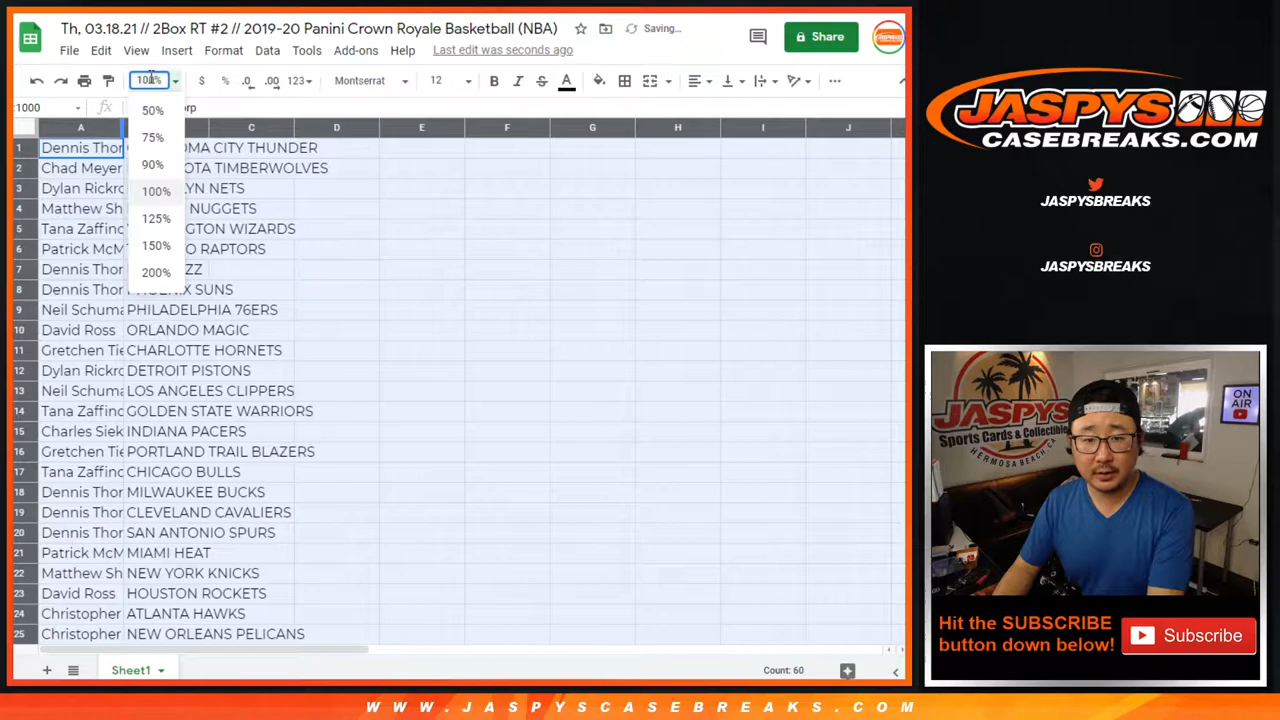 Th, 03.18.21 // 2Box RT #2 // 2019-20 Panini Crown Royale Basketball (NBA)
Saving...
File Edit View Insert Format Data Tools Add-ons Help Last edit was seconds ago
Share
100% $ % .0 .00 123 Montserrat 12 B I S A
:1000 fx orp
50%
75%
90%
100%
125%
150%
200%
A C D E F G H I J
1 Dennis Thor OMA CITY THUNDER
2 Chad Meyer OTA TIMBERWOLVES
3 Dylan Rickro LYN NETS
4 Matthew Sh NUGGETS
5 Tana Zaffino NGTON WIZARDS
6 Patrick McM O RAPTORS
7 Dennis Thor ZZ
8 Dennis Thor PHOENIX SUNS
9 Neil Schuma PHILADELPHIA 76ERS
10 David Ross ORLANDO MAGIC
11 Gretchen Tie CHARLOTTE HORNETS
12 Dylan Rickro DETROIT PISTONS
13 Neil Schuma LOS ANGELES CLIPPERS
14 Tana Zaffino GOLDEN STATE WARRIORS
15 Charles Siek INDIANA PACERS
16 Gretchen Tie PORTLAND TRAIL BLAZERS
17 Tana Zaffino CHICAGO BULLS
18 Dennis Thor MILWAUKEE BUCKS
19 Dennis Thor CLEVELAND CAVALIERS
20 Dennis Thor SAN ANTONIO SPURS
21 Patrick McM MIAMI HEAT
22 Matthew Sh NEW YORK KNICKS
23 David Ross HOUSTON ROCKETS
24 Christopher ATLANTA HAWKS
25 Christopher NEW ORLEANS PELICANS
Sheet1
Count: 60
JASPYS
CASEBREAKS.COM
JASPYSBREAKS
JASPYSBREAKS
JASPYS
Sports Cards & Collectibles
HERMOSA BEACH, CA
ON AIR
Hit the SUBSCRIBE
button down below!
Subscribe
WWW.JASPYSCASEBREAKS.COM